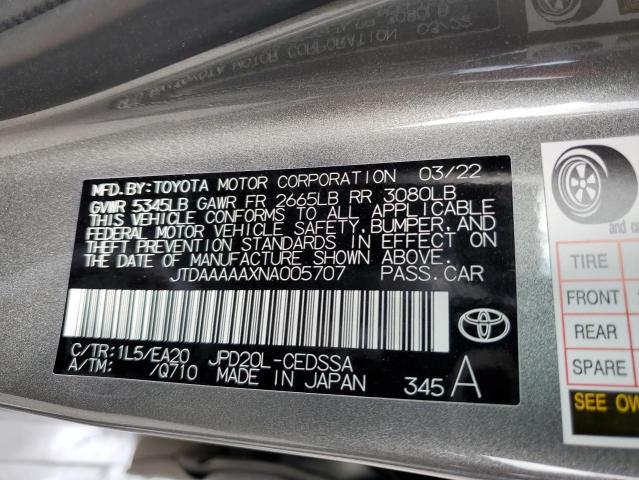 MFD.BY:TOYOTA MOTOR CORPORATION 03/22
GVWR 5345LB GAWR FR 2665LB RR 3080LB
THIS VEHICLE CONFORMS TO ALL APPLICABLE
FEDERAL MOTOR VEHICLE SAFETY,BUMPER,AND
THEFT PREVENTION STANDARDS IN EFFECT ON
THE DATE OF MANUFACTURE SHOWN ABOVE.
JTDAAAAAXNA005707 PASS.CAR
C/TR:1L5/EA20 JPD20L-CEDSSA
A/TM: /Q710 MADE IN JAPAN 345 A
TIRE
FRONT
REAR
SPARE
SEE OW